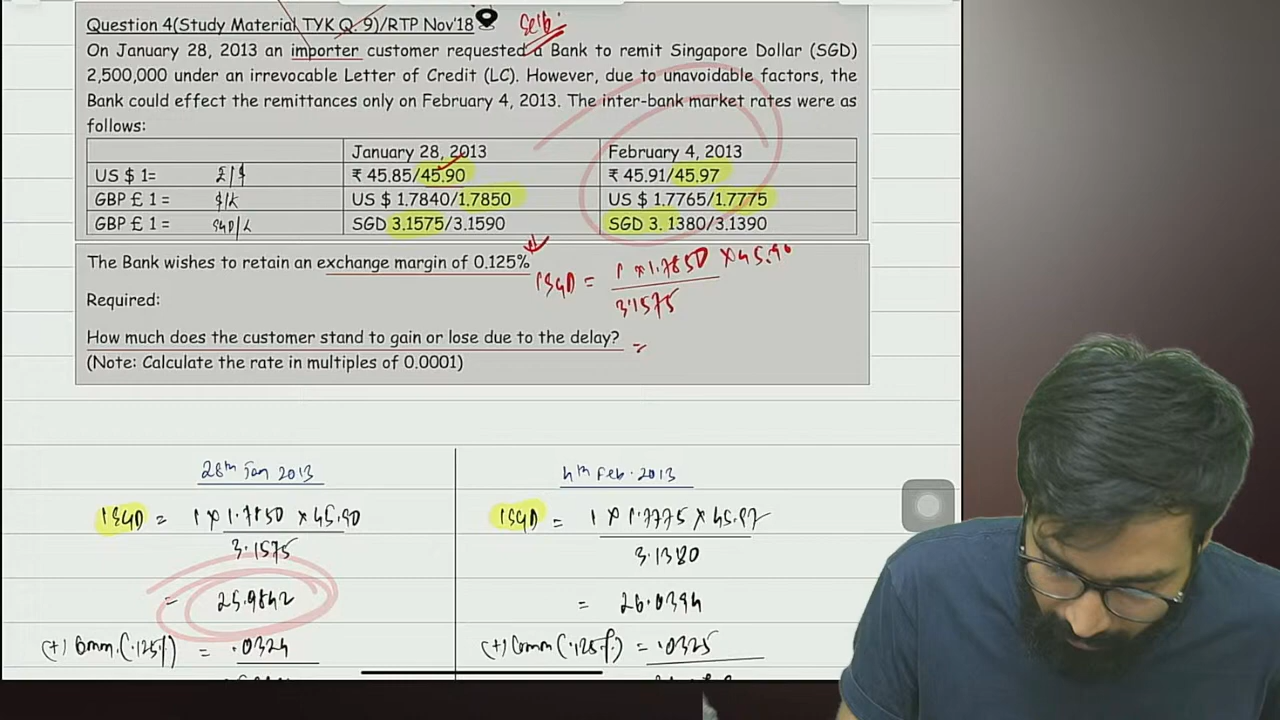 Question 4(Study Material TYK Q. 9)/RTP Nov'18
On January 28, 2013 an importer customer requested a Bank to remit Singapore Dollar (SGD)
2,500,000 under an irrevocable Letter of Credit (LC). However, due to unavoidable factors, the
Bank could effect the remittances only on February 4, 2013. The inter-bank market rates were as
follows:
January 28, 2013 February 4, 2013
US $ 1= ₹ 45.85/45.90 ₹ 45.91/45.97
GBP £ 1 = US $ 1.7840/1.7850 US $ 1.7765/1.7775
GBP £ 1 = SGD 3.1575/3.1590 SGD 3. 1380/3.1390
The Bank wishes to retain an exchange margin of 0.125%
1SGD = 1 × 1.7850 × 45.90
3.1575
Required:
How much does the customer stand to gain or lose due to the delay? =
(Note: Calculate the rate in multiples of 0.0001)
28th Jan 2013
1SGD = 1 × 1.7850 × 45.90
3.1575
= 25.9842
(+) Comm. (.125%) = .0324
4th Feb. 2013
1SGD = 1 × 1.7775 × 45.97
3.1380
= 26.0394
(+) Comm (.125%) = .0325